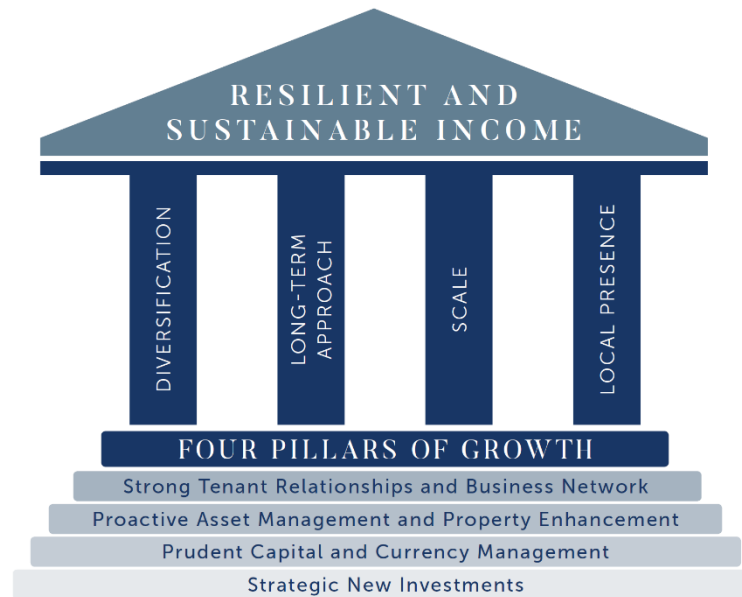 RESILIENT AND
SUSTAINABLE INCOME
DIVERSIFICATION
LONG-TERM
APPROACH
SCALE
LOCAL PRESENCE
FOUR PILLARS OF GROWTH
Strong Tenant Relationships and Business Network
Proactive Asset Management and Property Enhancement
Prudent Capital and Currency Management
Strategic New Investments